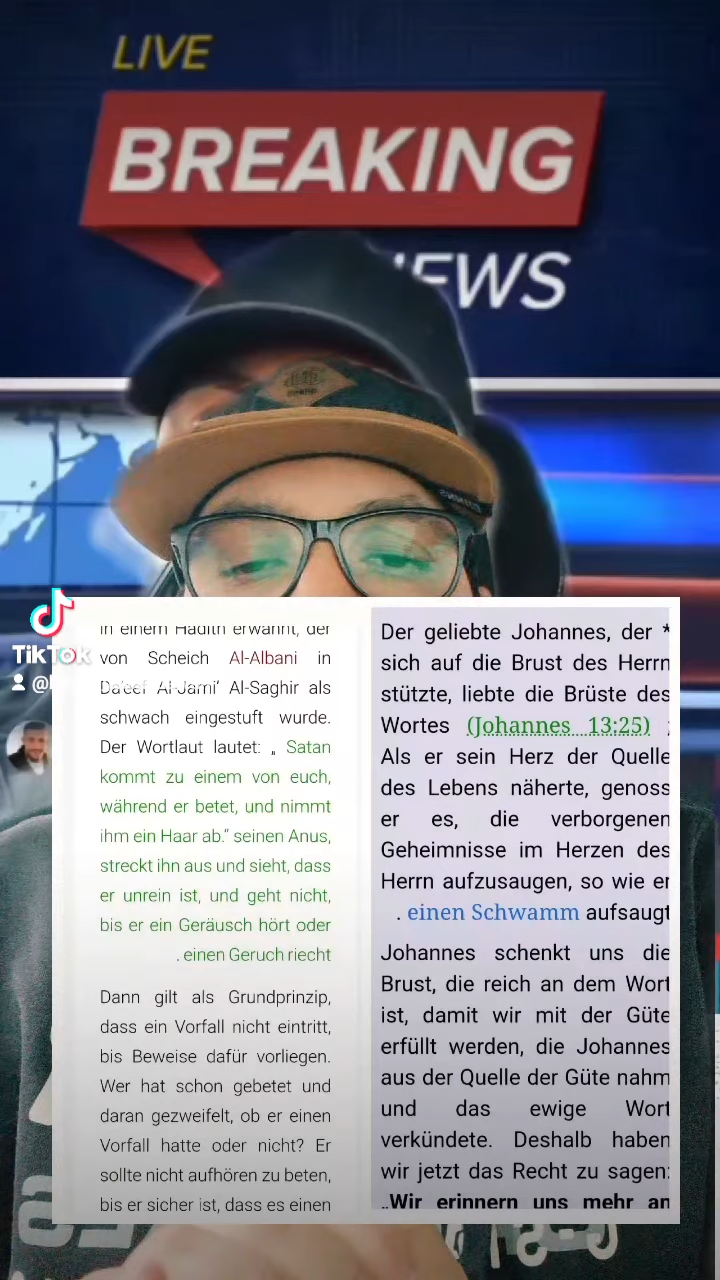 LIVE
BREAKING
NEWS
TikTok
@
in einem Hadith erwähnt, der
von Scheich Al-Albani in
Da'eef Al-Jami' Al-Saghir als
schwach eingestuft wurde.
Der Wortlaut lautet: „ Satan
kommt zu einem von euch,
während er betet, und nimmt
ihm ein Haar ab.“ seinen Anus,
streckt ihn aus und sieht, dass
er unrein ist, und geht nicht,
bis er ein Geräusch hört oder
. einen Geruch riecht
Dann gilt als Grundprinzip,
dass ein Vorfall nicht eintritt,
bis Beweise dafür vorliegen.
Wer hat schon gebetet und
daran gezweifelt, ob er einen
Vorfall hatte oder nicht? Er
sollte nicht aufhören zu beten,
bis er sicher ist, dass es einen
Der geliebte Johannes, der *
sich auf die Brust des Herrn
stützte, liebte die Brüste des
Wortes (Johannes 13:25) ;
Als er sein Herz der Quelle
des Lebens näherte, genoss
er es, die verborgenen
Geheimnisse im Herzen des
Herrn aufzusaugen, so wie er
. einen Schwamm aufsaugt
Johannes schenkt uns die
Brust, die reich an dem Wort
ist, damit wir mit der Güte
erfüllt werden, die Johannes
aus der Quelle der Güte nahm
und das ewige Wort
verkündete. Deshalb haben
wir jetzt das Recht zu sagen:
„Wir erinnern uns mehr an